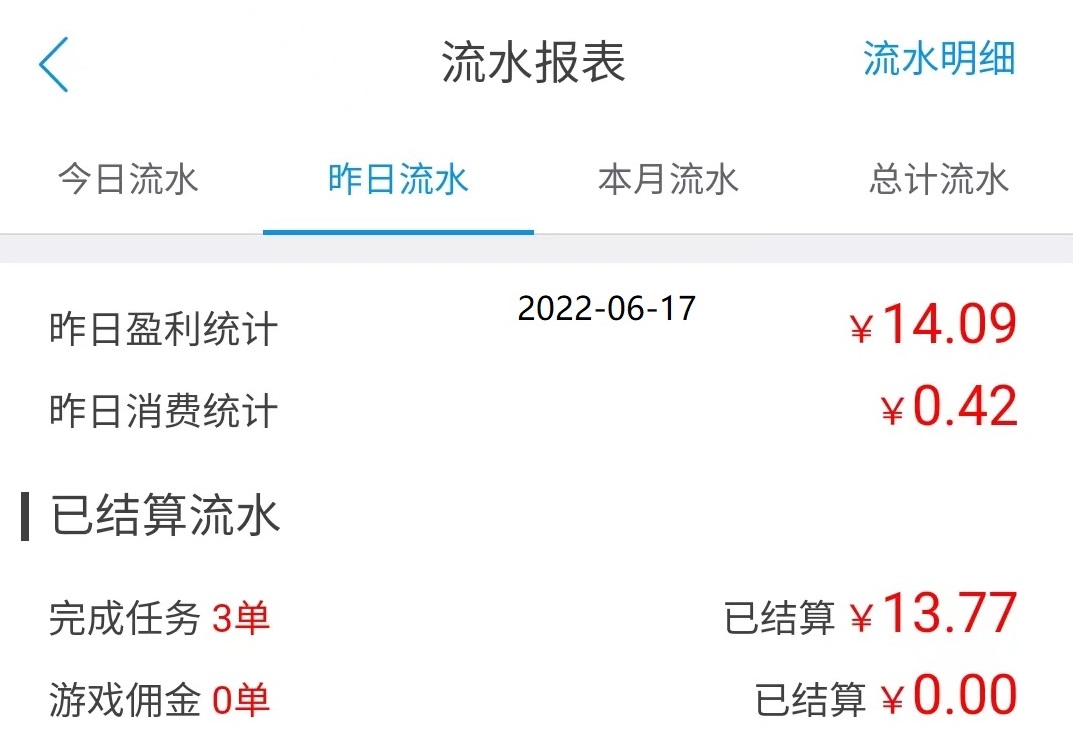 流水报表 流水明细
今日流水 昨日流水 本月流水 总计流水
昨日盈利统计 2022-06-17 ¥14.09
昨日消费统计 ¥0.42
已结算流水
完成任务 3单 已结算 ¥13.77
游戏佣金 0单 已结算 ¥0.00